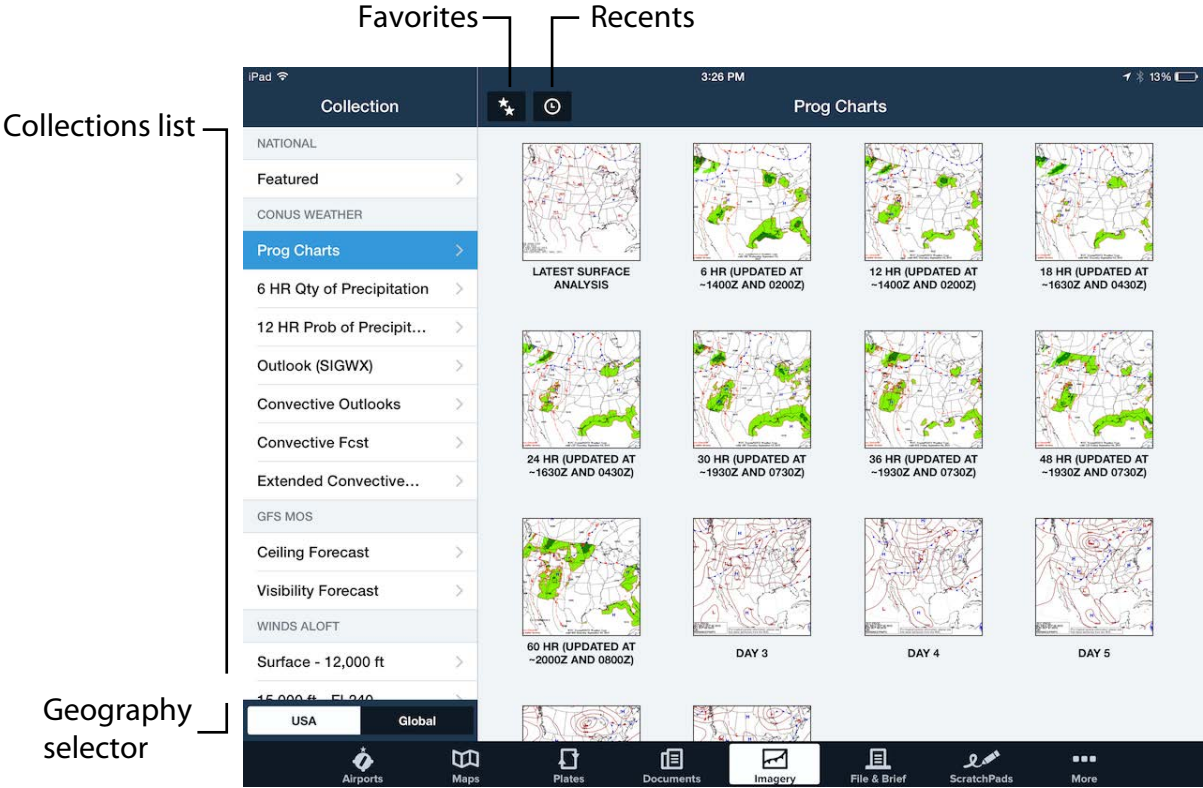 Favorites
Recents
Collections list
Geography
selector
iPad
3:26 PM
13%
Collection
Prog Charts
NATIONAL
Featured
CONUS WEATHER
Prog Charts
6 HR Qty of Precipitation
12 HR Prob of Precipit...
Outlook (SIGWX)
Convective Outlooks
Convective Fcst
Extended Convective...
GFS MOS
Ceiling Forecast
Visibility Forecast
WINDS ALOFT
Surface - 12,000 ft
15,000 ft - FL240
USA
Global
LATEST SURFACE
ANALYSIS
6 HR (UPDATED AT
~1400Z AND 0200Z)
12 HR (UPDATED AT
~1400Z AND 0200Z)
18 HR (UPDATED AT
~1630Z AND 0430Z)
24 HR (UPDATED AT
~1630Z AND 0430Z)
30 HR (UPDATED AT
~1930Z AND 0730Z)
36 HR (UPDATED AT
~1930Z AND 0730Z)
48 HR (UPDATED AT
~1930Z AND 0730Z)
60 HR (UPDATED AT
~2000Z AND 0800Z)
DAY 3
DAY 4
DAY 5
Airports
Maps
Plates
Documents
Imagery
File & Brief
ScratchPads
More